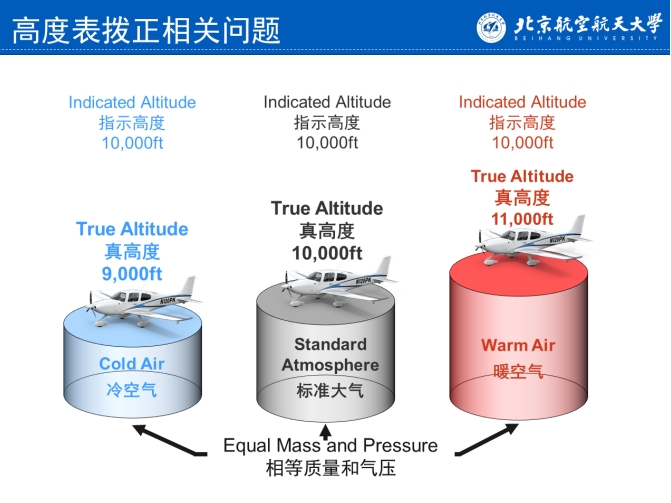 高度表拨正相关问题
北京航空航天大学
BEIHANG UNIVERSITY
Indicated Altitude
指示高度
10,000ft
Indicated Altitude
指示高度
10,000ft
Indicated Altitude
指示高度
10,000ft
True Altitude
真高度
9,000ft
True Altitude
真高度
10,000ft
True Altitude
真高度
11,000ft
N120PK
N120PK
N120PK
Cold Air
冷空气
Standard
Atmosphere
标准大气
Warm Air
暖空气
Equal Mass and Pressure
相等质量和气压